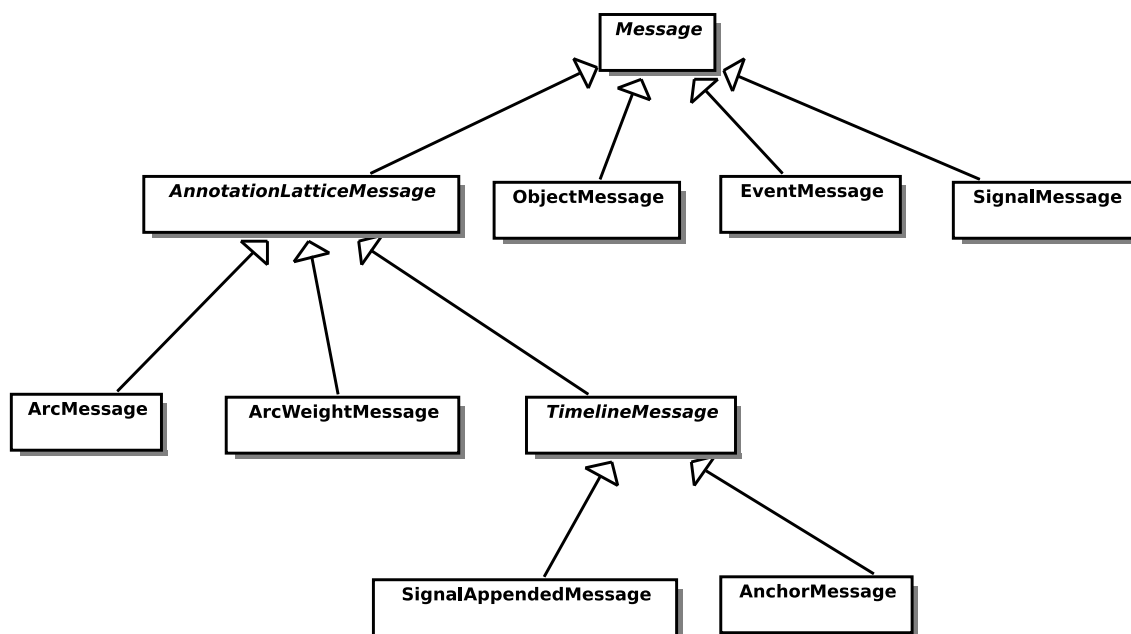 Message
AnnotationLatticeMessage
ObjectMessage
EventMessage
SignalMessage
ArcMessage
ArcWeightMessage
TimelineMessage
SignalAppendedMessage
AnchorMessage